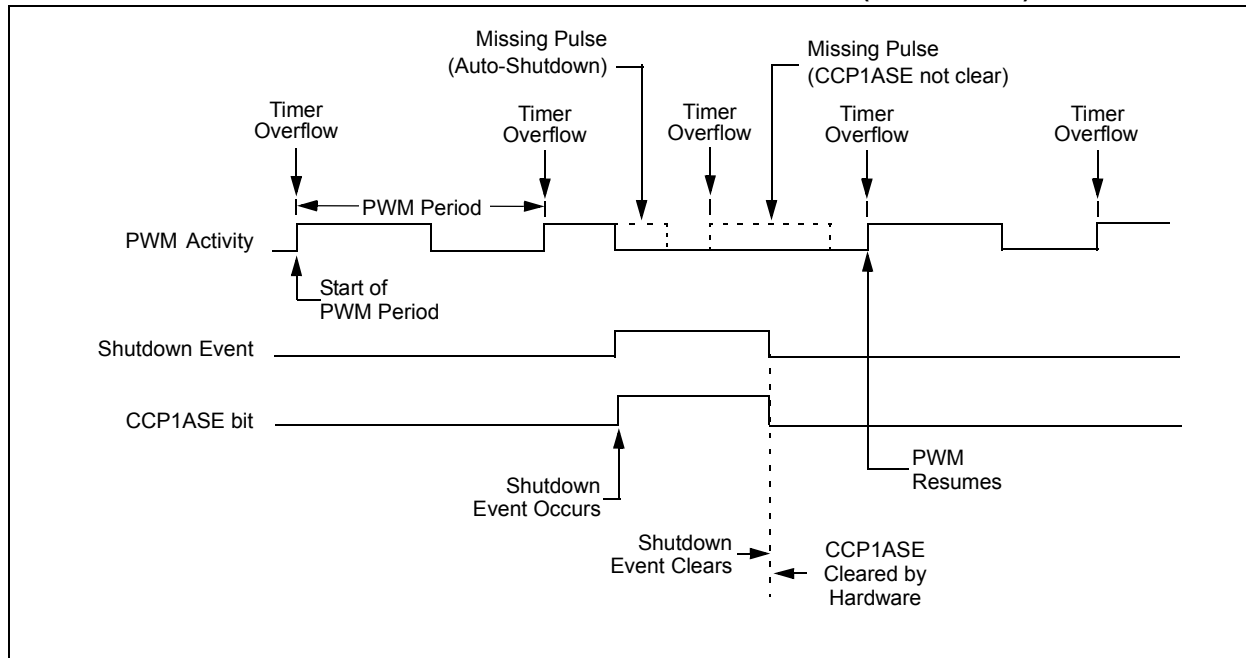 Missing Pulse
(Auto-Shutdown)
Missing Pulse
(CCP1ASE not clear)
Timer
Overflow
Timer
Overflow
Timer
Overflow
Timer
Overflow
Timer
Overflow
PWM Period
PWM Activity
Start of
PWM Period
Shutdown Event
CCP1ASE bit
Shutdown
Event Occurs
PWM
Resumes
Shutdown
Event Clears
CCP1ASE
Cleared by
Hardware